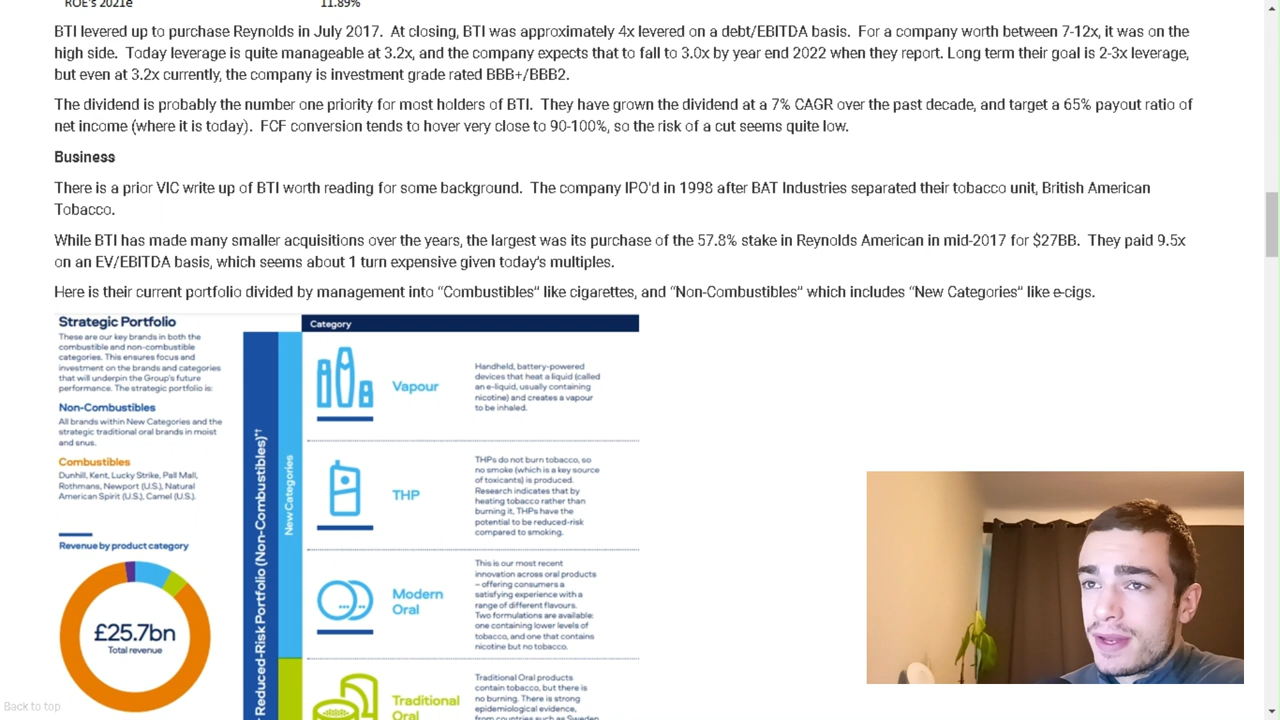 ROE's 2021e 11.89%
BTI levered up to purchase Reynolds in July 2017. At closing, BTI was approximately 4x levered on a debt/EBITDA basis. For a company worth between 7-12x, it was on the
high side. Today leverage is quite manageable at 3.2x, and the company expects that to fall to 3.0x by year end 2022 when they report. Long term their goal is 2-3x leverage,
but even at 3.2x currently, the company is investment grade rated BBB+/BBB2.
The dividend is probably the number one priority for most holders of BTI. They have grown the dividend at a 7% CAGR over the past decade, and target a 65% payout ratio of
net income (where it is today). FCF conversion tends to hover very close to 90-100%, so the risk of a cut seems quite low.
Business
There is a prior VIC write up of BTI worth reading for some background. The company IPO'd in 1998 after BAT Industries separated their tobacco unit, British American
Tobacco.
While BTI has made many smaller acquisitions over the years, the largest was its purchase of the 57.8% stake in Reynolds American in mid-2017 for $27BB. They paid 9.5x
on an EV/EBITDA basis, which seems about 1 turn expensive given today's multiples.
Here is their current portfolio divided by management into “Combustibles” like cigarettes, and “Non-Combustibles” which includes “New Categories” like e-cigs.
Strategic Portfolio
These are our key brands in both the
combustible and non-combustible
categories. This ensures focus and
investment on the brands and categories
that will underpin the Group's future
performance. The strategic portfolio is:
Non-Combustibles
All brands within New Categories and the
strategic traditional oral brands in moist
and snus.
Combustibles
Dunhill, Kent, Lucky Strike, Pall Mall,
Rothmans, Newport (U.S.), Natural
American Spirit (U.S.), Camel (U.S.).
Revenue by product category
£25.7bn
Total revenue
Reduced-Risk Portfolio (Non-Combustibles)*†
New Categories
Category
Vapour
Handheld, battery-powered
devices that heat a liquid (called
an e-liquid, usually containing
nicotine) and creates a vapour
to be inhaled.
THP
THPs do not burn tobacco, so
no smoke (which is a key source
of toxicants) is produced.
Research indicates that by
heating tobacco rather than
burning it, THPs have the
potential to be reduced-risk
compared to smoking.
Modern
Oral
This is our most recent
innovation across oral products
– offering consumers a
satisfying experience with a
range of different flavours.
Two formulations are available:
one containing lower levels of
tobacco, and one that contains
nicotine but no tobacco.
Traditional
Oral
Traditional Oral products
contain tobacco, but there is
no burning. There is strong
epidemiological evidence,
from countries such as Sweden
Back to top